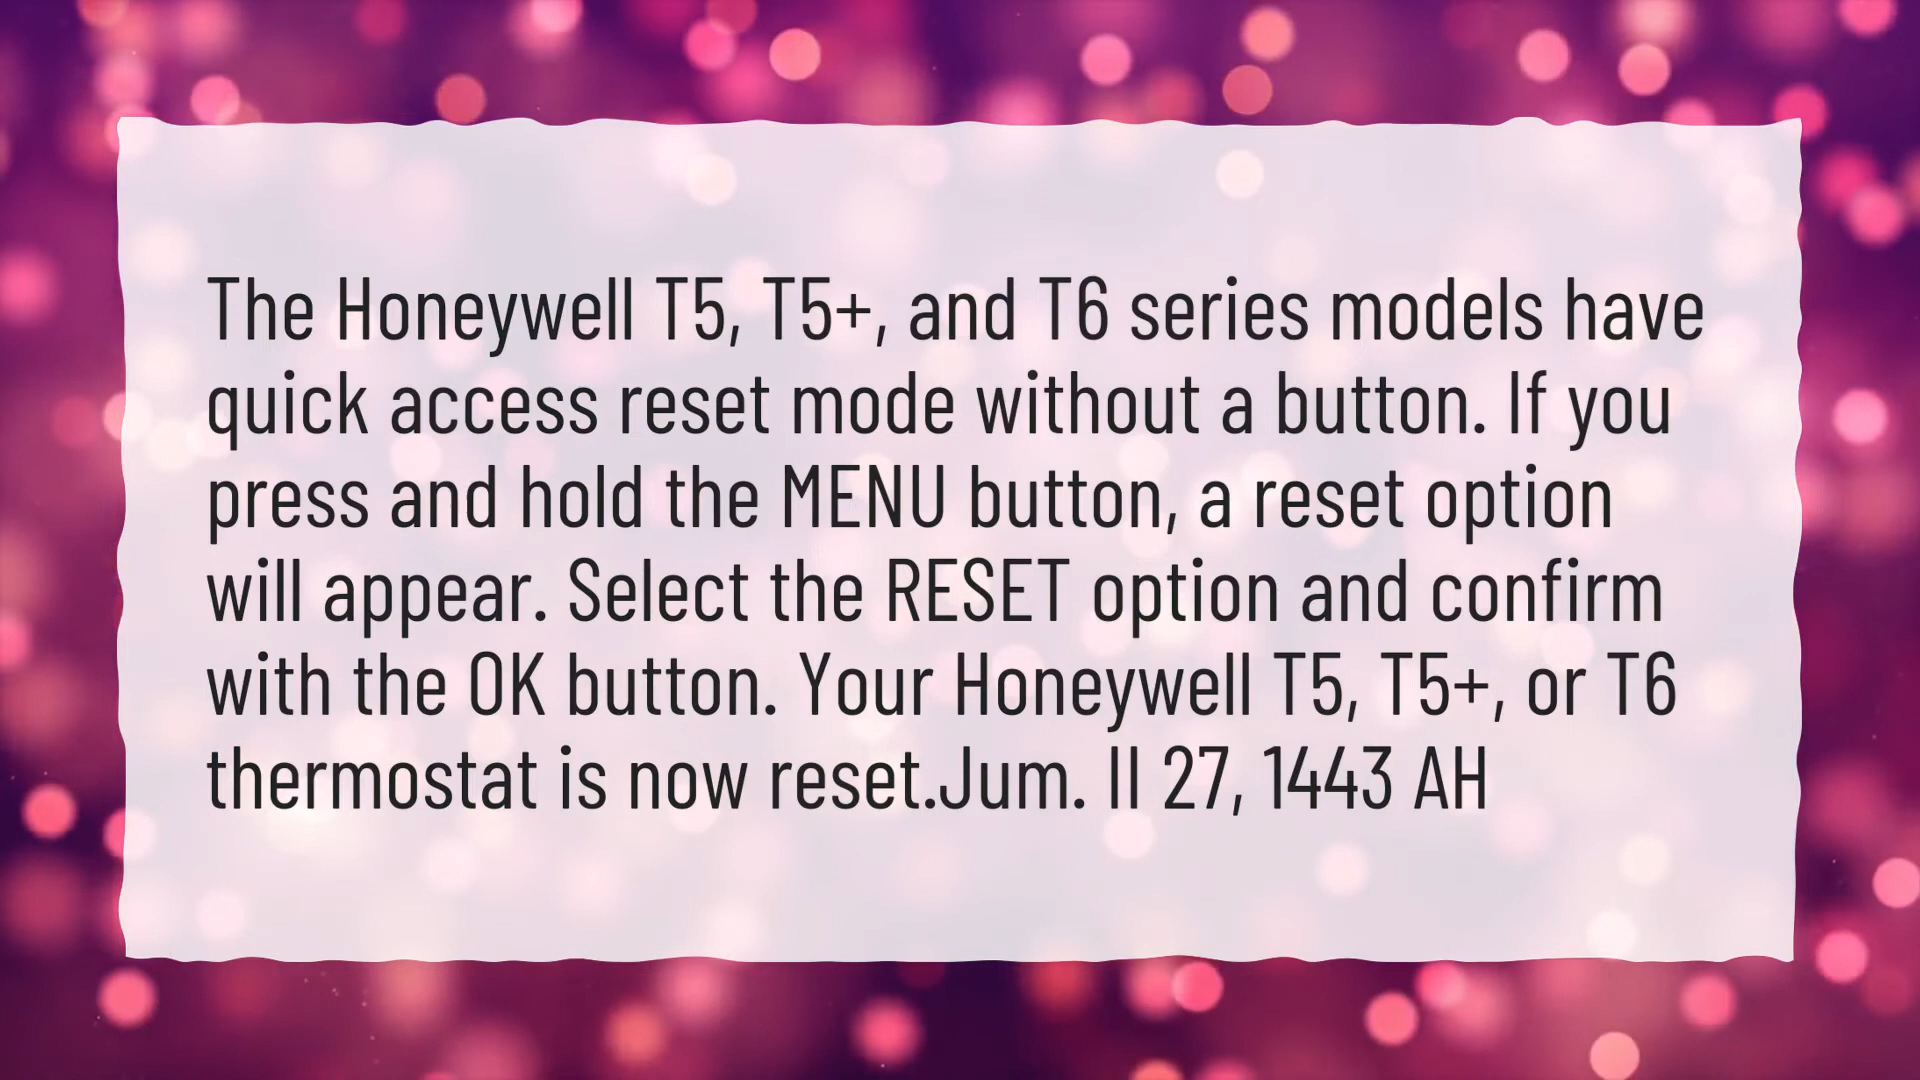 The Honeywell T5, T5+, and T6 series models have
quick access reset mode without a button. If you
press and hold the MENU button, a reset option
will appear. Select the RESET option and confirm
with the OK button. Your Honeywell T5, T5+, or T6
thermostat is now reset.Jum. II 27, 1443 AH